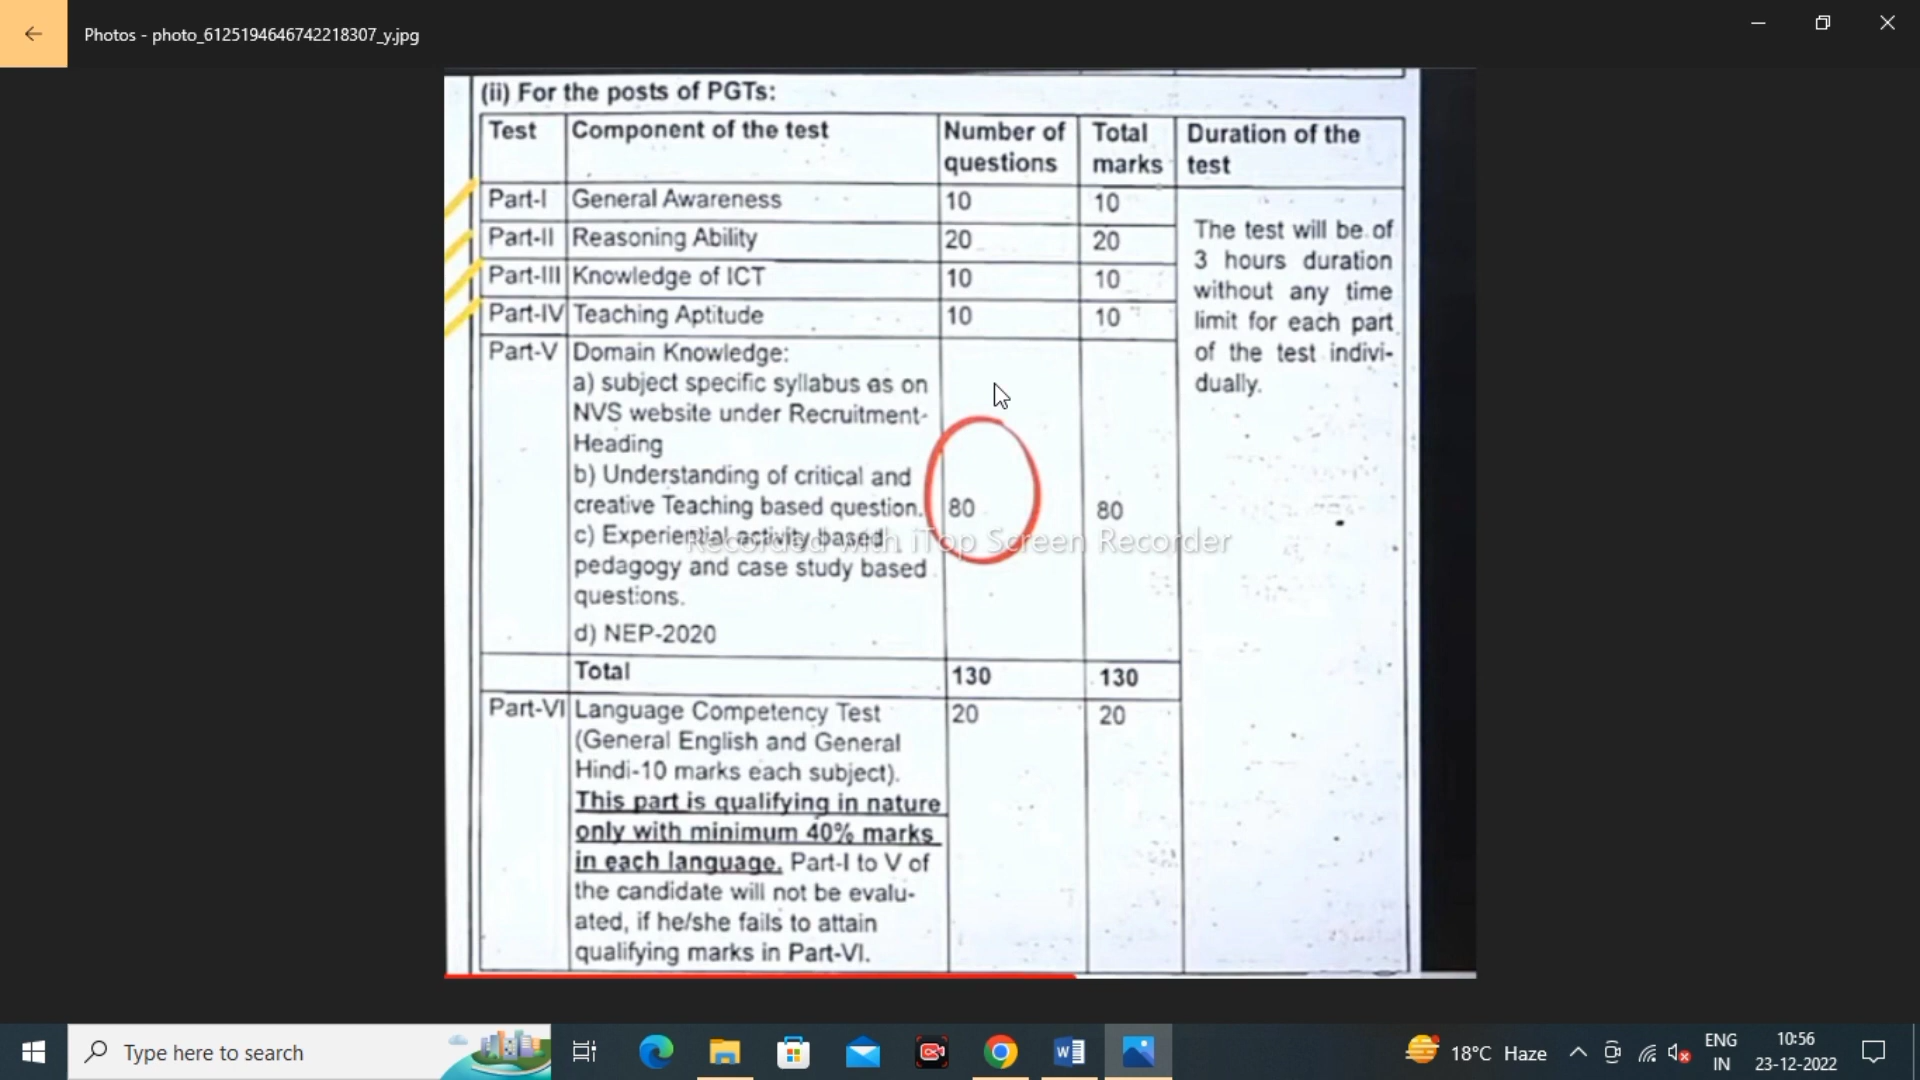 Photos - photo_6125194646742218307_y.jpg
(ii) For the posts of PGTs:
Test Component of the test Number of questions Total marks Duration of the test
Part-I General Awareness 10 10
Part-II Reasoning Ability 20 20
Part-III Knowledge of ICT 10 10
Part-IV Teaching Aptitude 10 10
The test will be of
3 hours duration
without any time
limit for each part
of the test indivi-
dually.
Part-V Domain Knowledge:
a) subject specific syllabus as on
NVS website under Recruitment-
Heading
b) Understanding of critical and
creative Teaching based question. 80 80
c) Experiential activity based
pedagogy and case study based
questions.
d) NEP-2020
Total 130 130
Part-VI Language Competency Test 20 20
(General English and General
Hindi-10 marks each subject).
This part is qualifying in nature
only with minimum 40% marks
in each language. Part-I to V of
the candidate will not be evalu-
ated, if he/she fails to attain
qualifying marks in Part-VI.
Recorded with iTop Screen Recorder
Type here to search
18°C Haze
ENG
IN
10:56
23-12-2022